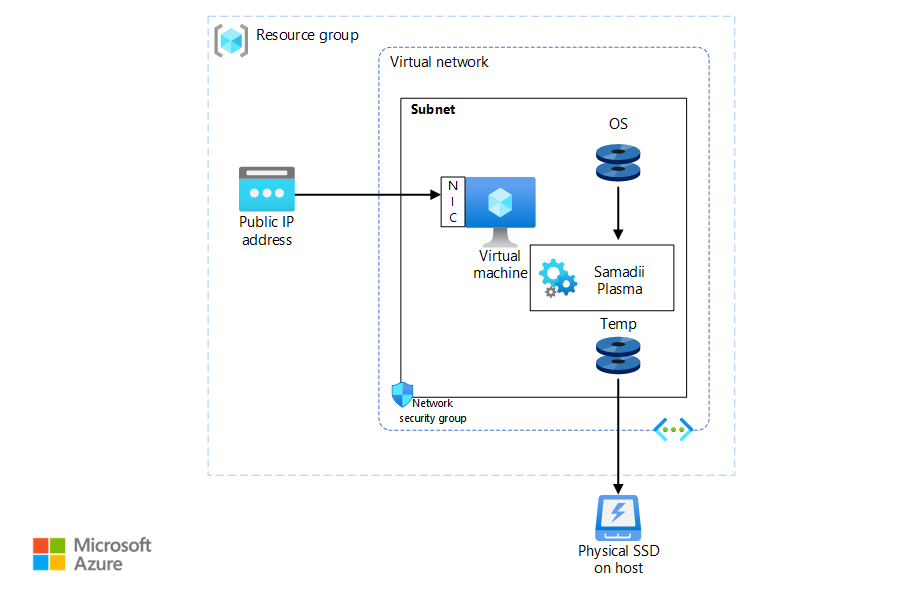 Resource group
Virtual network
Subnet
OS
N
I
C
Public IP
address
Virtual
machine
Samadii
Plasma
Temp
Network
security group
Physical SSD
on host
Microsoft
Azure